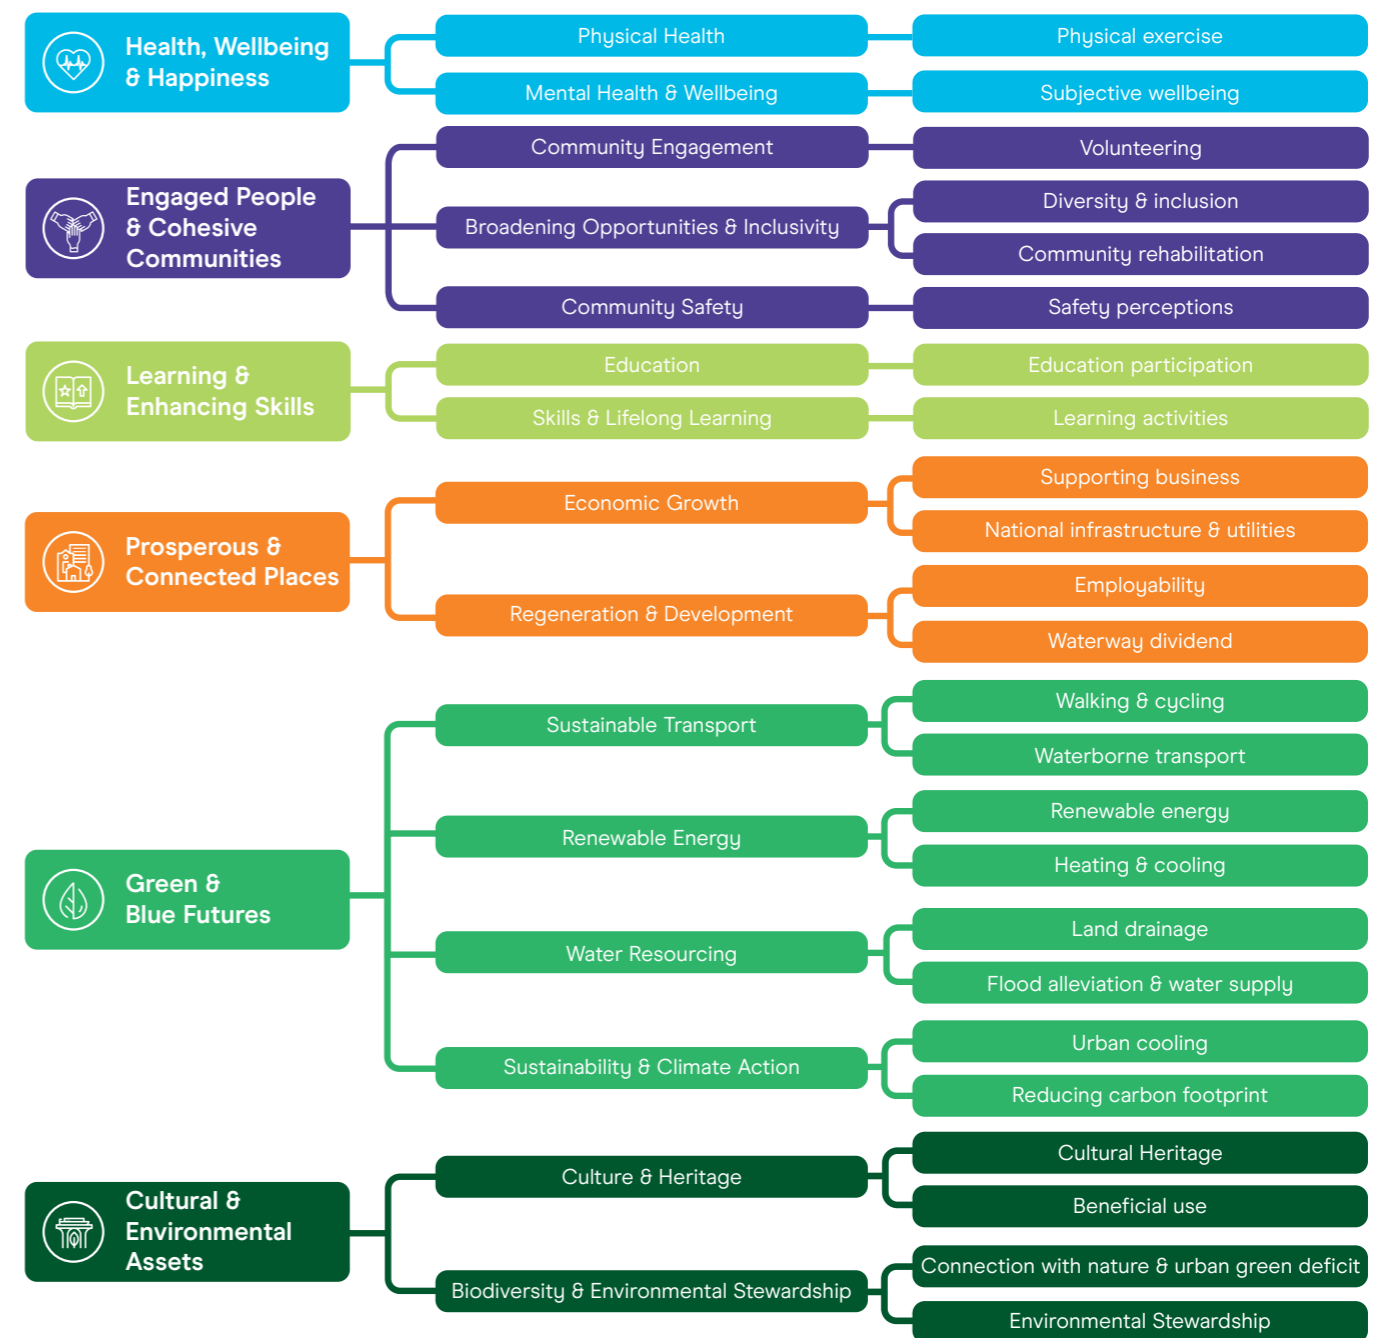 Health, Wellbeing
& Happiness
Physical Health
Physical exercise
Mental Health & Wellbeing
Subjective wellbeing
Engaged People
& Cohesive
Communities
Community Engagement
Volunteering
Broadening Opportunities & Inclusivity
Diversity & inclusion
Community rehabilitation
Community Safety
Safety perceptions
Learning &
Enhancing Skills
Education
Education participation
Skills & Lifelong Learning
Learning activities
Prosperous &
Connected Places
Economic Growth
Supporting business
National infrastructure & utilities
Regeneration & Development
Employability
Waterway dividend
Green &
Blue Futures
Sustainable Transport
Walking & cycling
Waterborne transport
Renewable Energy
Renewable energy
Heating & cooling
Water Resourcing
Land drainage
Flood alleviation & water supply
Sustainability & Climate Action
Urban cooling
Reducing carbon footprint
Cultural &
Environmental
Assets
Culture & Heritage
Cultural Heritage
Beneficial use
Biodiversity & Environmental Stewardship
Connection with nature & urban green deficit
Environmental Stewardship